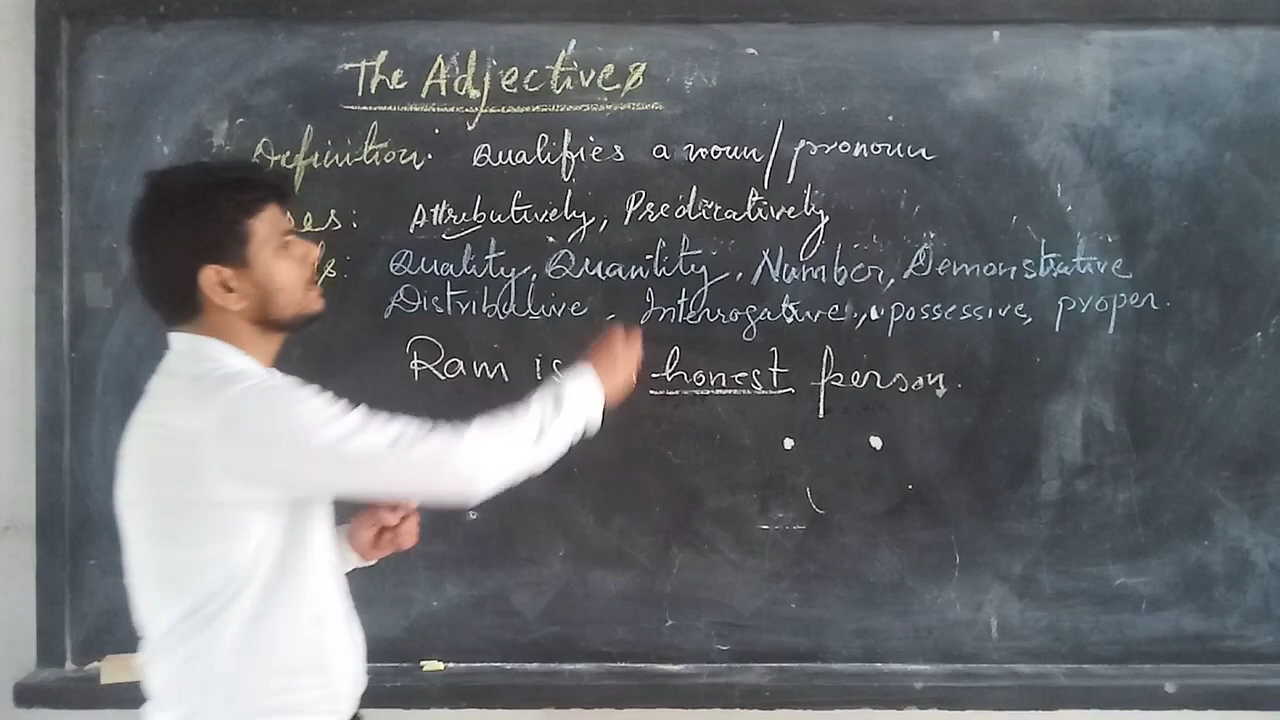 The Adjectives
Definition: Qualifies a noun/pronoun
es: Attributively, Predicatively
s: Quality, Quantity, Number, Demonstrative
Distributive, Interrogative, possessive, proper.
Ram is honest person.